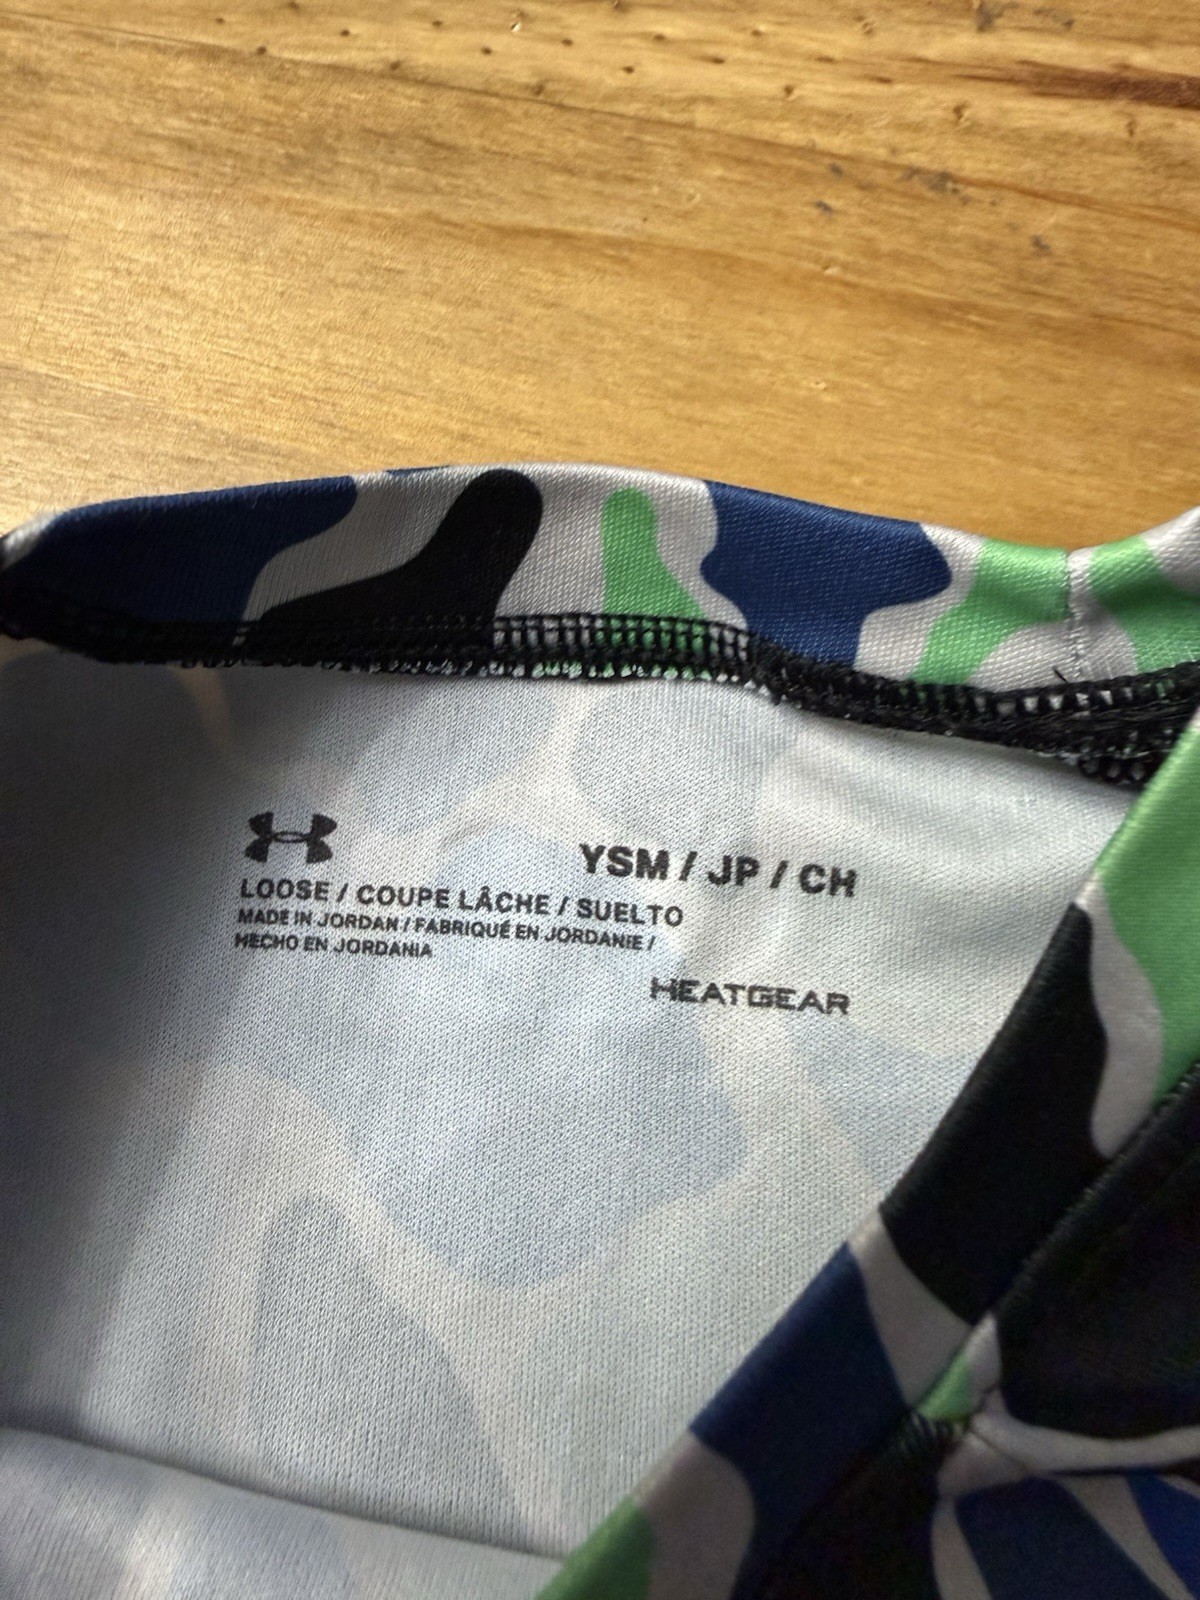 YSM / JP / CH
LOOSE / COUPE LÂCHE / SUELTO
MADE IN JORDAN / FABRIQUÉ EN JORDANIE /
HECHO EN JORDANIA
HEATGEAR